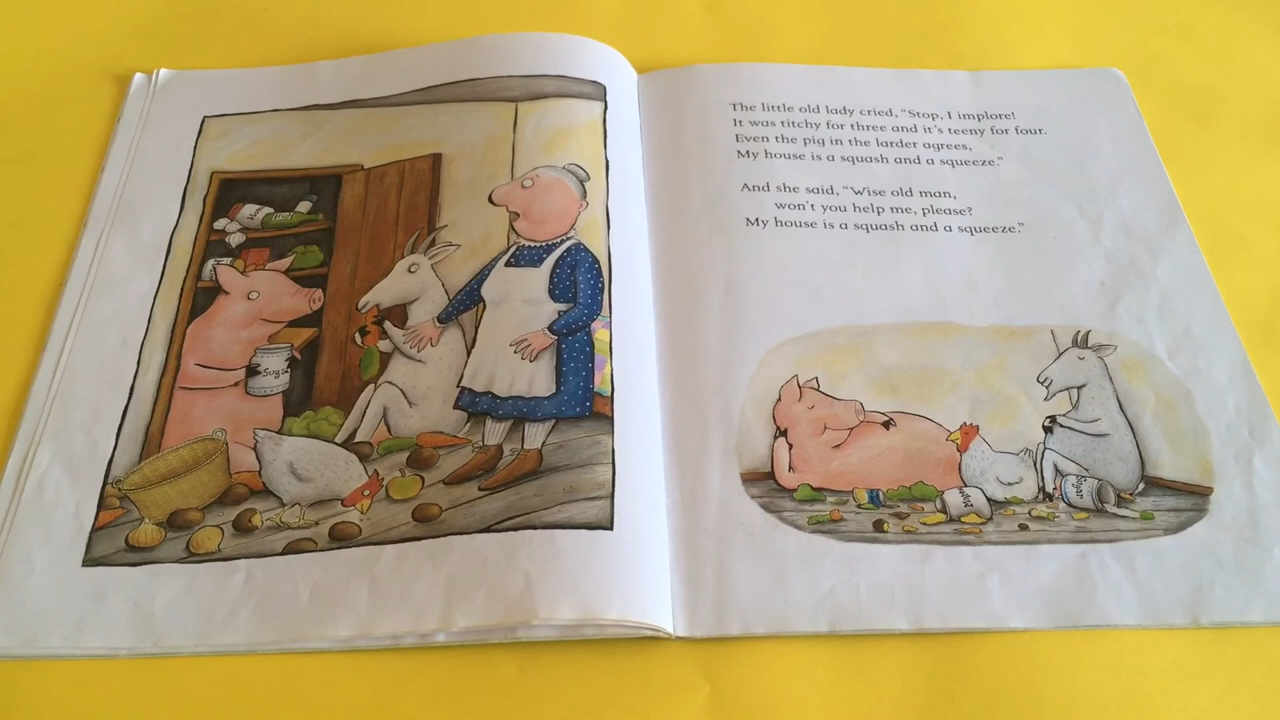 Honey
Sugar
The little old lady cried, “Stop, I implore!
It was titchy for three and it's teeny for four.
Even the pig in the larder agrees,
My house is a squash and a squeeze.”
And she said, “Wise old man,
won't you help me, please?
My house is a squash and a squeeze.”
Sugar